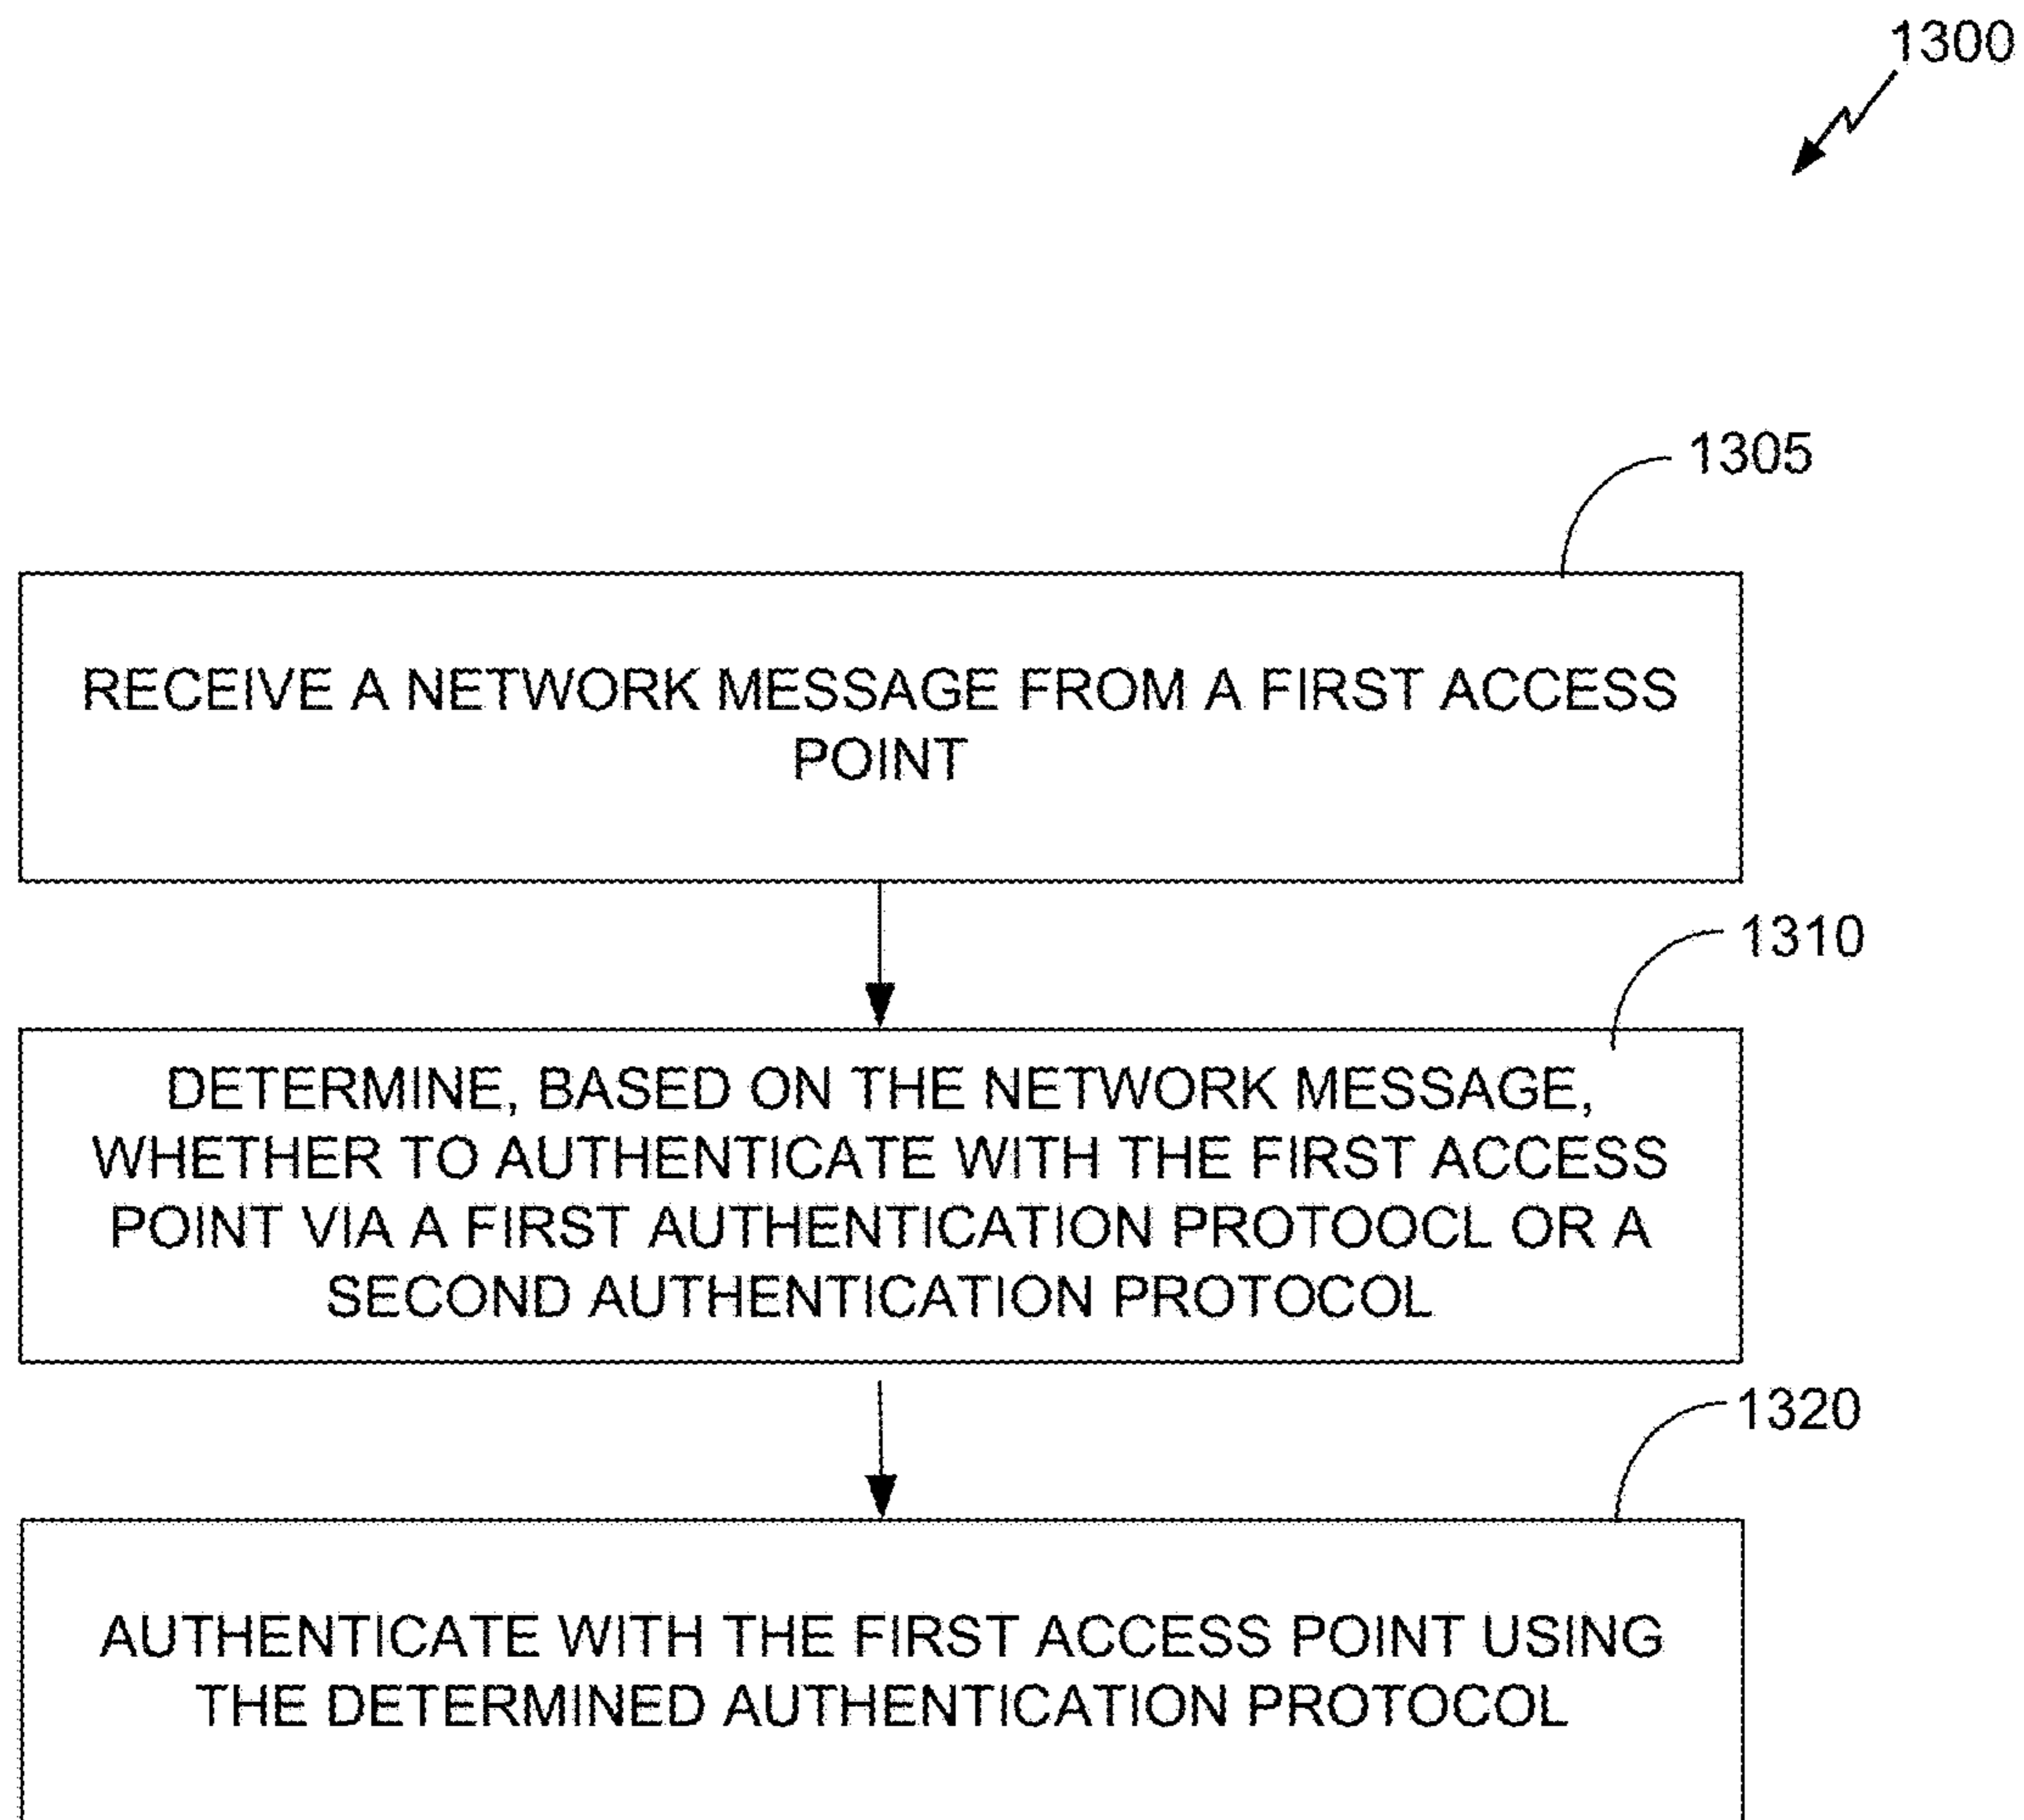 1300
1305
RECEIVE A NETWORK MESSAGE FROM A FIRST ACCESS
POINT
1310
DETERMINE, BASED ON THE NETWORK MESSAGE,
WHETHER TO AUTHENTICATE WITH THE FIRST ACCESS
POINT VIA A FIRST AUTHENTICATION PROTOOCL OR A
SECOND AUTHENTICATION PROTOCOL
1320
AUTHENTICATE WITH THE FIRST ACCESS POINT USING
THE DETERMINED AUTHENTICATION PROTOCOL